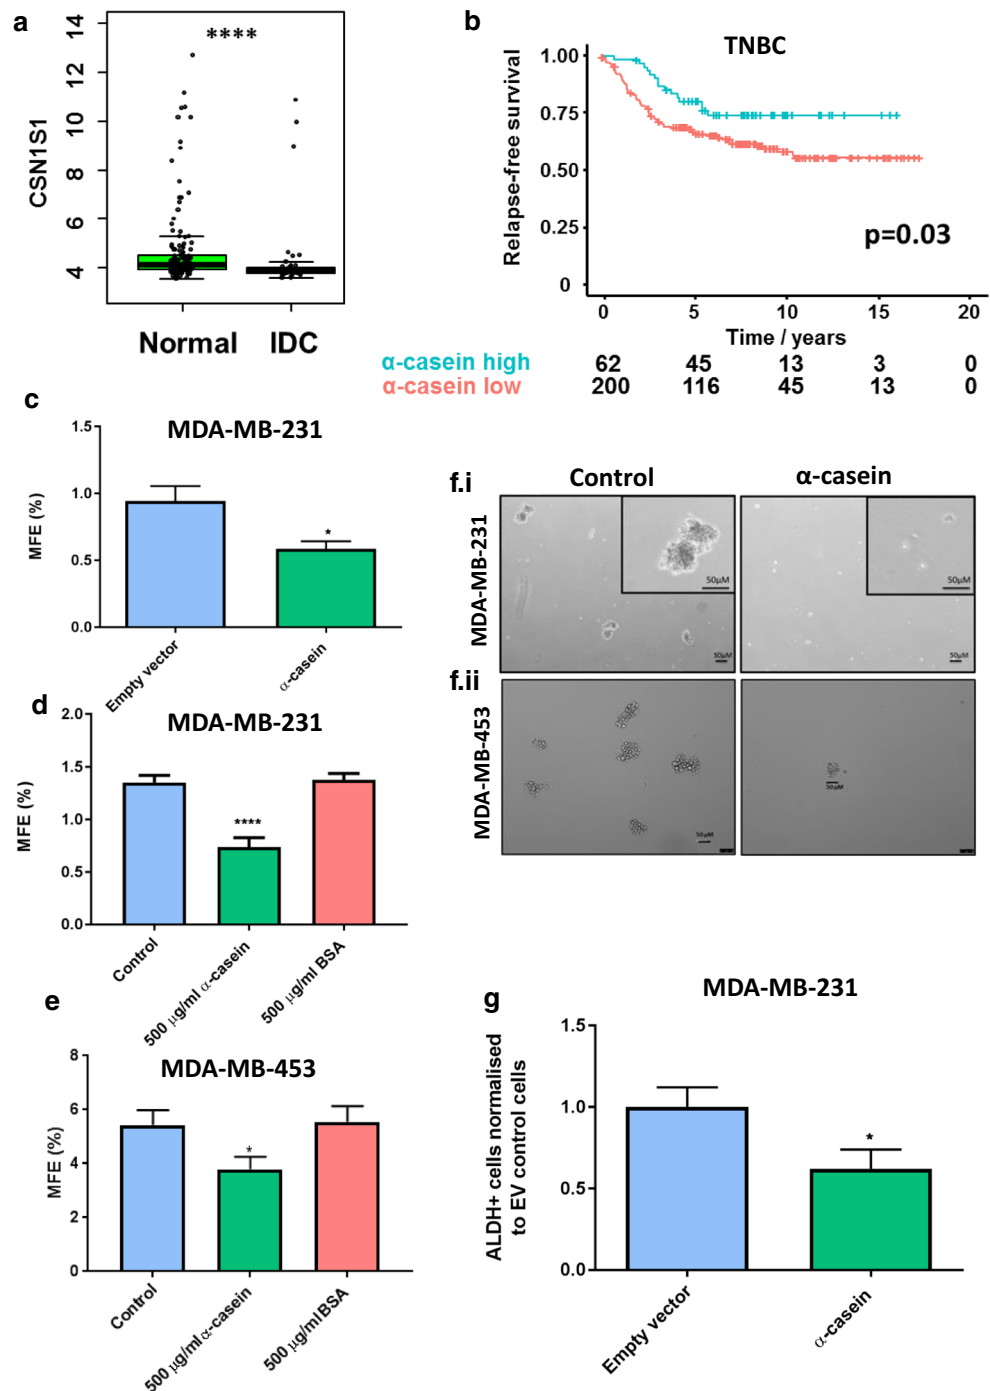 a
****
CSN1S1
14
12
10
8
6
4
Normal IDC
b
TNBC
Relapse-free survival
1.00
0.75
0.50
0.25
0
p=0.03
0 5 10 15 20
Time / years
α-casein high 62 45 13 3 0
α-casein low 200 116 45 13 0
c
MDA-MB-231
MFE (%)
1.5
1.0
0.5
0.0
*
Empty vector
α-casein
d
MDA-MB-231
MFE (%)
2.0
1.5
1.0
0.5
0.0
****
Control
500 µg/ml α-casein
500 µg/ml BSA
e
MDA-MB-453
MFE (%)
8
6
4
2
0
*
Control
500 µg/ml α-casein
500 µg/ml BSA
f.i
Control α-casein
MDA-MB-231
50µM
50µM
50µM
50µM
f.ii
MDA-MB-453
50 µM
50 µM
g
MDA-MB-231
ALDH+ cells normalised
to EV control cells
1.5
1.0
0.5
0.0
*
Empty vector
α-casein